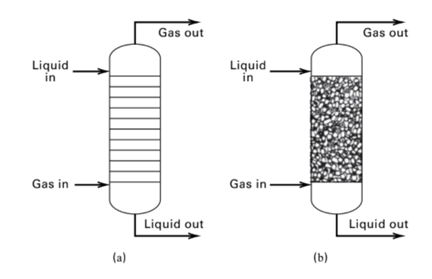 Gas out
Liquid
in
Gas in
Liquid out
(a)
Gas out
Liquid
in
Gas in
Liquid out
(b)